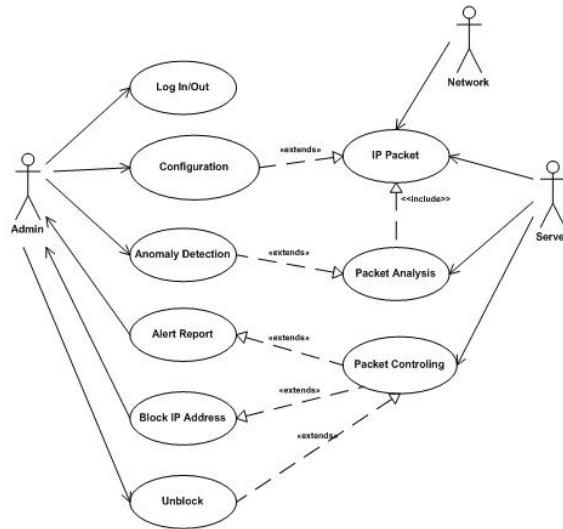 Network
Log In/Out
«extends»
Configuration
IP Packet
<<include>>
Admin
Server
«extends»
Anomaly Detection
Packet Analysis
«extends»
Alert Report
Packet Controling
«extends»
Block IP Address
«extends»
Unblock